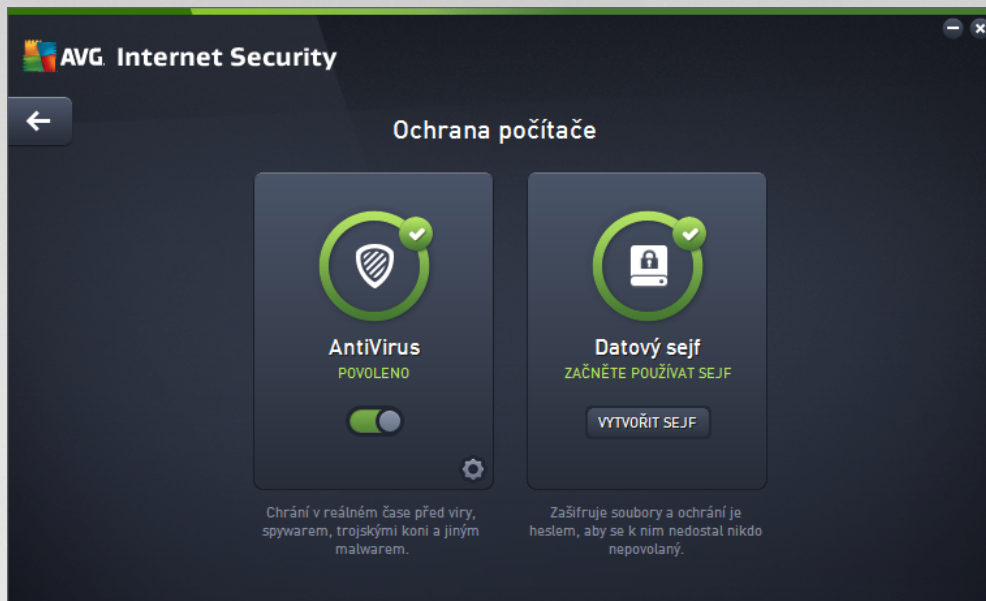 AVG. Internet Security
Ochrana počítače
AntiVirus
POVOLENO
Chrání v reálném čase před viry,
spywarem, trojskými koni a jiným
malwarem.
Datový sejf
ZAČNĚTE POUŽÍVAT SEJF
VYTVOŘIT SEJF
Zašifruje soubory a ochrání je
heslem, aby se k nim nedostal nikdo
nepovolaný.